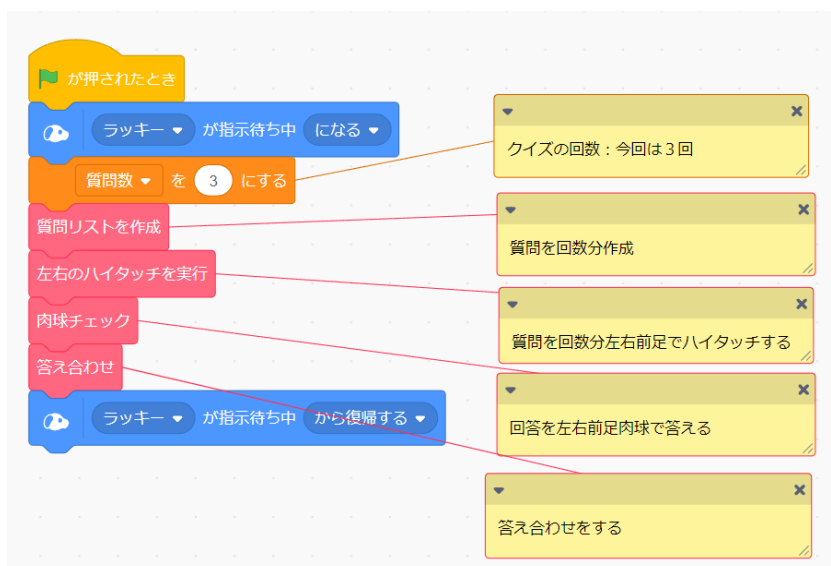 が押されたとき
ラッキー が指示待ち中 になる
質問数 を 3 にする
質問リストを作成
左右のハイタッチを実行
肉球チェック
答え合わせ
ラッキー が指示待ち中 から復帰する
クイズの回数：今回は３回
質問を回数分作成
質問を回数分左右前足でハイタッチする
回答を左右前足肉球で答える
答え合わせをする